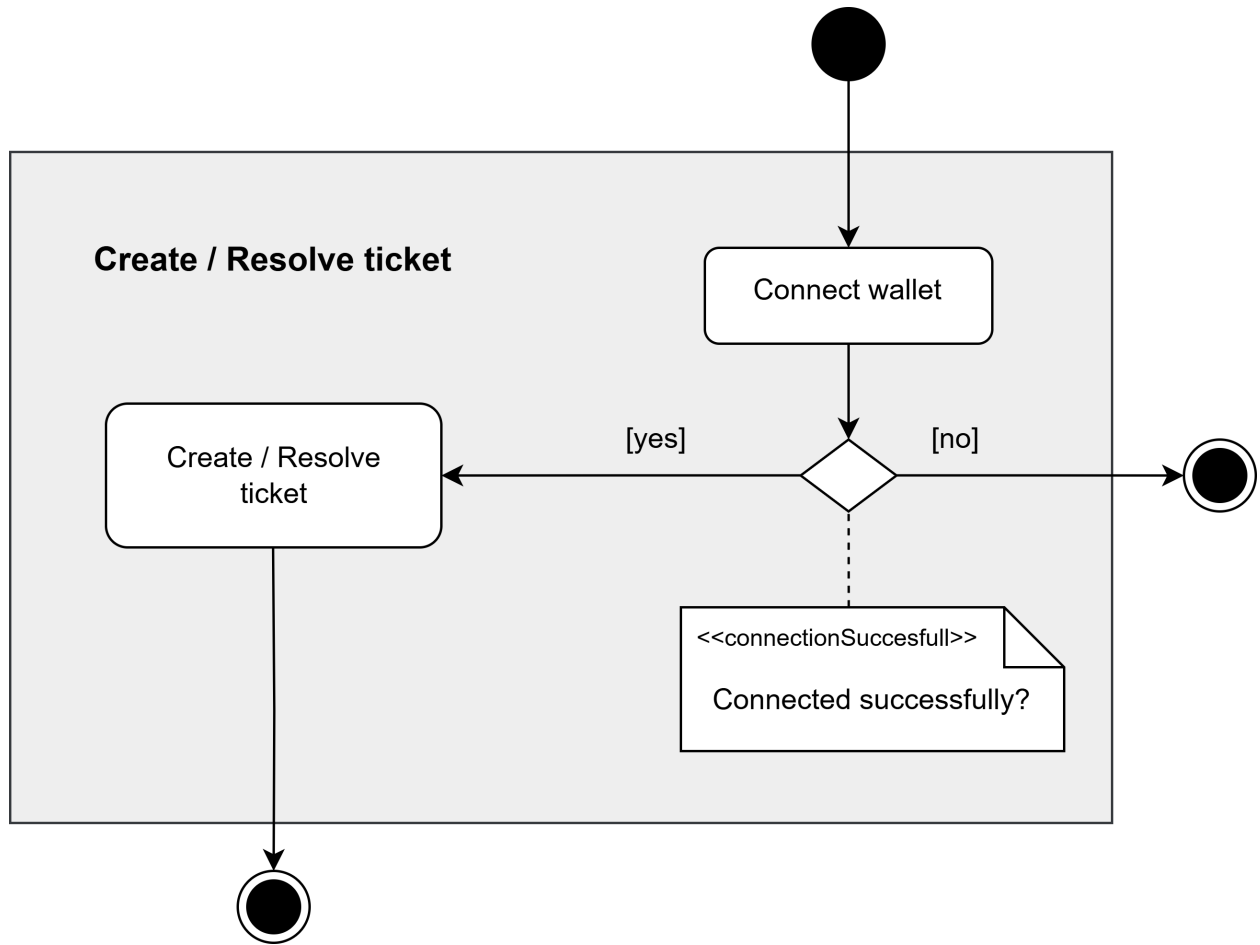 Create / Resolve ticket
Connect wallet
[yes]
[no]
Create / Resolve
ticket
<<connectionSuccesfull>>
Connected successfully?